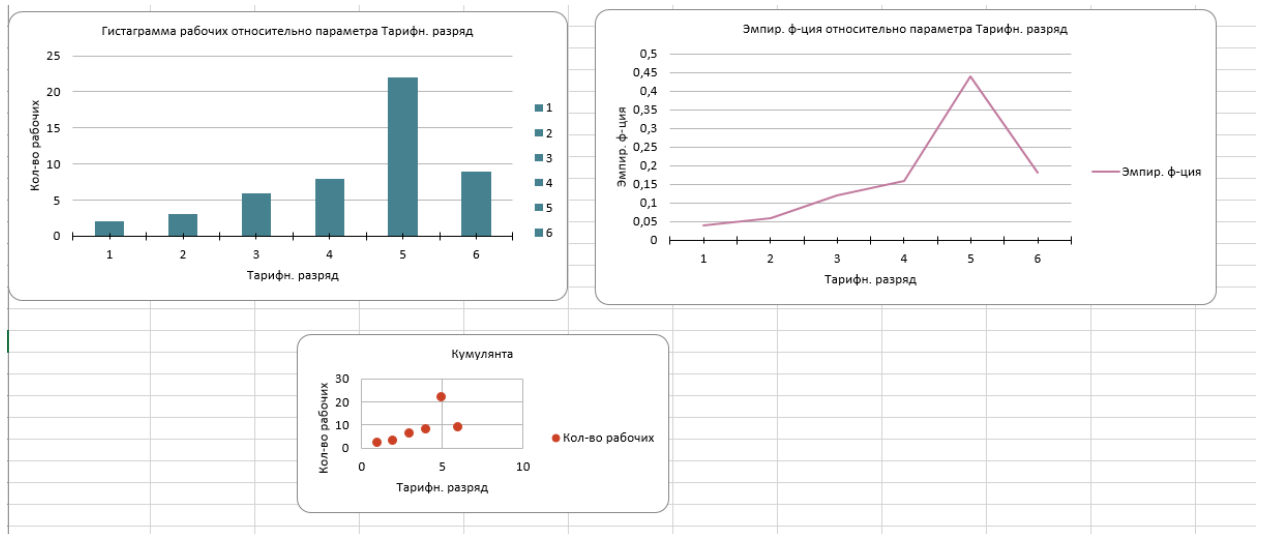 Гистаграмма рабочих относительно параметра Тарифн. разряд
25
20
15
10
5
0
Кол-во рабочих
1 2 3 4 5 6
Тарифн. разряд
1
2
3
4
5
6
Эмпир. ф-ция относительно параметра Тарифн. разряд
0,5
0,45
0,4
0,35
0,3
0,25
0,2
0,15
0,1
0,05
0
Эмпир. ф-ция
1 2 3 4 5 6
Тарифн. разряд
Эмпир. ф-ция
Кумулянта
30
20
10
0
Кол-во рабочих
0 5 10
Тарифн. разряд
Кол-во рабочих